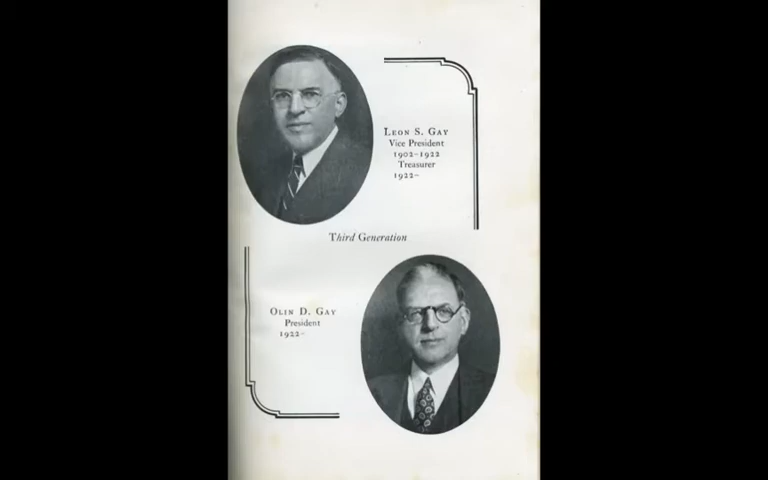 LEON S. GAY
Vice President
1902–1922
Treasurer
1922–
Third Generation
OLIN D. GAY
President
1922–